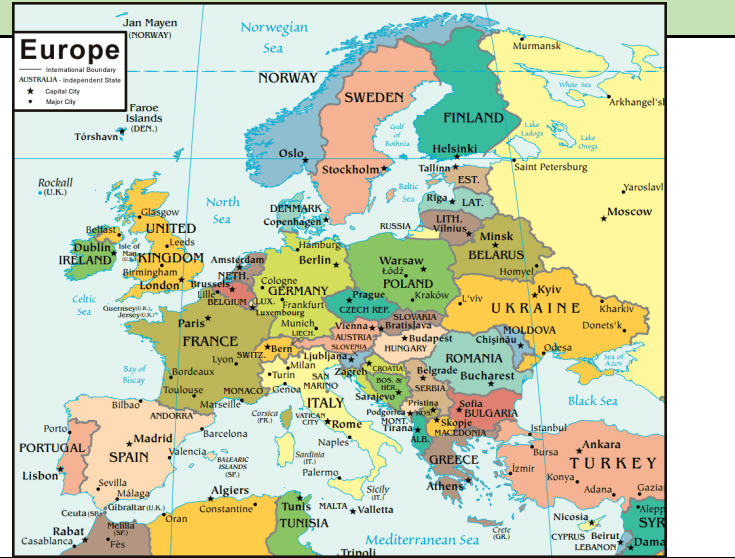 Jan Mayen
(NORWAY)
Norwegian
Sea
Murmansk
Europe
International Boundary
AUSTRALIA - Independent State
Capital City
Major City
NORWAY
White Sea
SWEDEN
Arkhangel'sl
Faroe
Islands
(DEN.)
Tórshavn
FINLAND
Gulf
of
Bothnia
Lake
Ladoga
Lake
Onega
Oslo
Helsinki
Stockholm
Tallinn
Saint Petersburg
EST.
Rockall
(U.K.)
North
Sea
Baltic
Sea
Yaroslavl
Riga
LAT.
DENMARK
Copenhagen
Moscow
Glasgow
LITH.
Vilnius
RUSSIA
UNITED
KINGDOM
Belfast
Leeds
Minsk
BELARUS
Dublin
IRELAND
Isle of
Man
(U.K.)
Hamburg
Berlin
Amsterdam
NETH.
Warsaw
Łódź
POLAND
Birmingham
London
Homyel'
Brussels
Lille
BELGIUM
Cologne
GERMANY
Celtic
Sea
LUX.
Luxembourg
Frankfurt
Prague
CZECH REP.
Kraków
L'viv
Kyiv
UKRAINE
Kharkiv
Guernsey(U.K.)
Jersey(U.K.)
Paris
FRANCE
Munich
LIECH.
SLOVAKIA
Vienna
Bratislava
AUSTRIA
SLOVENIA
Budapest
HUNGARY
MOLDOVA
Chişinău
Donets'k
Bern
SWITZ.
Lyon
Ljubljana
Zagreb
CROATIA
ROMANIA
Odesa
Sea of
Azov
Bay of
Biscay
Bordeaux
Milan
Turin
Genoa
SAN
MARINO
BOS. &
HER.
Sarajevo
Belgrade
SERBIA
Bucharest
Toulouse
MONACO
Marseille
Bilbao
ANDORRA
Corsica
(FR.)
ITALY
VATICAN
CITY
Rome
Podgorica
MONT.
Pristina
KOS.
Sofia
BULGARIA
Black Sea
Porto
PORTUGAL
Madrid
SPAIN
Barcelona
Naples
Tirana
ALB.
Skopje
MACEDONIA
Istanbul
Ankara
TURKEY
Bursa
Valencia
BALEARIC
ISLANDS
(SP.)
Sardinia
(IT.)
Lisbon
Palermo
GREECE
Athens
İzmir
Konya
Adana
Sevilla
Málaga
Gibraltar(U.K.)
Ceuta(SP.)
Sicily
(IT.)
Gazia
Algiers
Constantine
Tunis
TUNISIA
MALTA
Valletta
Nicosia
CYPRUS
Alepp
SYR
Oran
Rabat
Melilla
(SP.)
Casablanca
Fès
Crete
(GR.)
Beirut
LEBANON
Dama
Tripoli
Mediterranean Sea